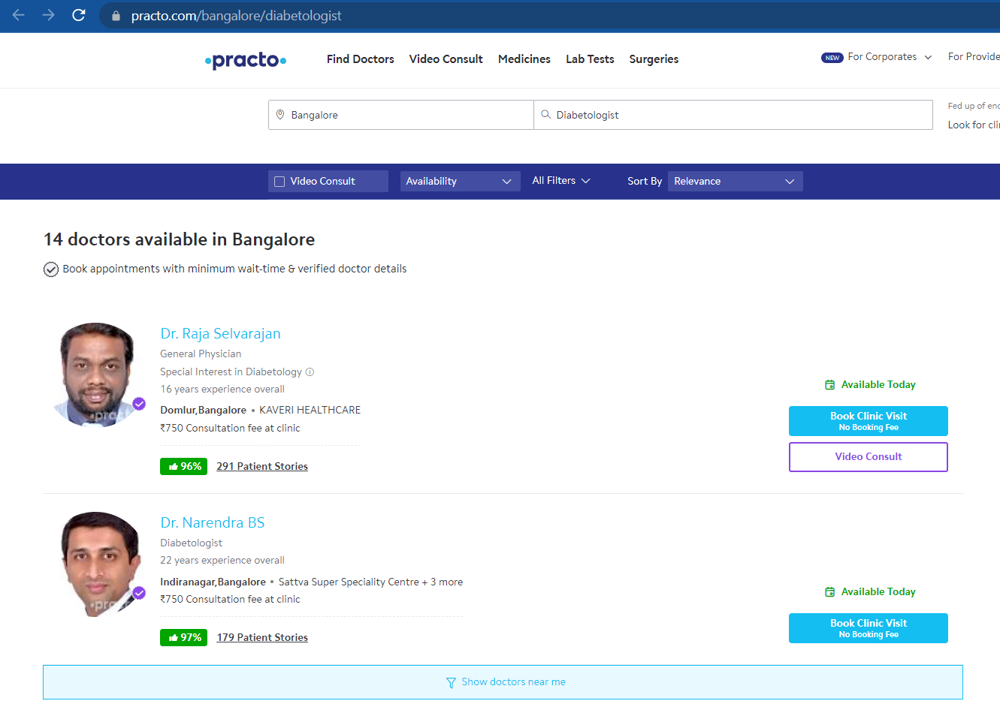 practo.com/bangalore/diabetologist
practo
Find Doctors Video Consult Medicines Lab Tests Surgeries
NEW For Corporates For Provide
Bangalore Diabetologist
Fed up of end
Look for cli
Video Consult Availability All Filters Sort By Relevance
14 doctors available in Bangalore
Book appointments with minimum wait-time & verified doctor details
Dr. Raja Selvarajan
General Physician
Special Interest in Diabetology
16 years experience overall
Domlur,Bangalore • KAVERI HEALTHCARE
₹750 Consultation fee at clinic
96% 291 Patient Stories
Available Today
Book Clinic Visit
No Booking Fee
Video Consult
Dr. Narendra BS
Diabetologist
22 years experience overall
Indiranagar,Bangalore • Sattva Super Speciality Centre + 3 more
₹750 Consultation fee at clinic
97% 179 Patient Stories
Available Today
Book Clinic Visit
No Booking Fee
Show doctors near me